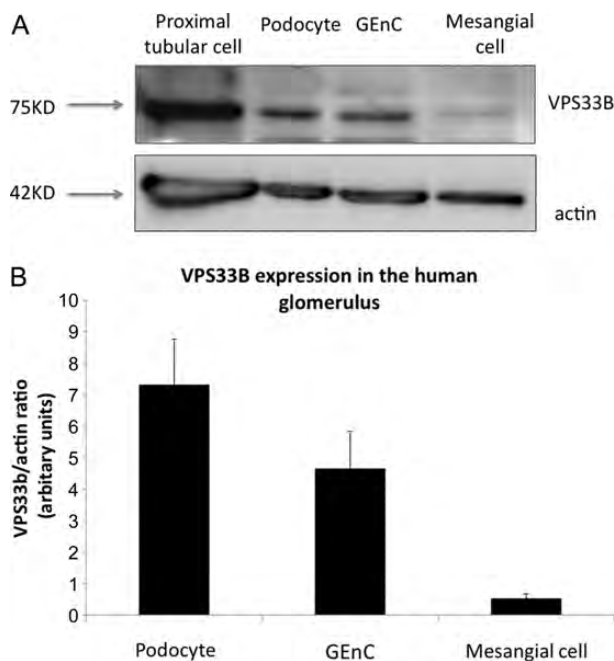 A
Proximal
tubular cell
Podocyte
GEnC
Mesangial
cell
75KD
VPS33B
42KD
actin
B
VPS33B expression in the human
glomerulus
VPS33b/actin ratio
(arbitary units)
10
9
8
7
6
5
4
3
2
1
0
Podocyte
GEnC
Mesangial cell